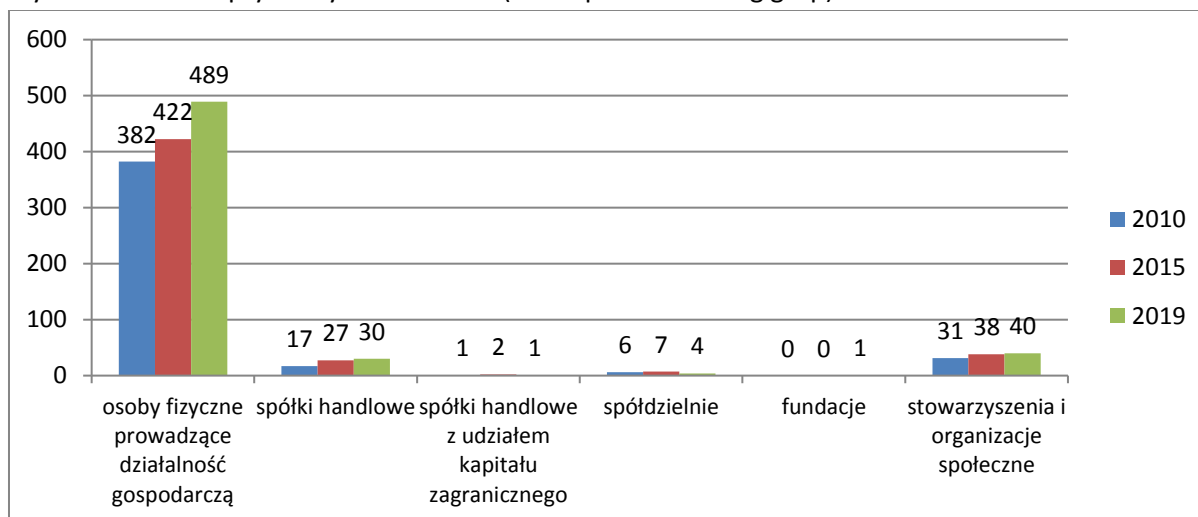 600
500
400
300
200
100
0
382
422
489
17 27 30
1 2 1
6 7 4
0 0 1
31 38 40
osoby fizyczne
prowadzące
działalność
gospodarczą
spółki handlowe
spółki handlowe
z udziałem
kapitału
zagranicznego
spółdzielnie
fundacje
stowarzyszenia i
organizacje
społeczne
2010
2015
2019